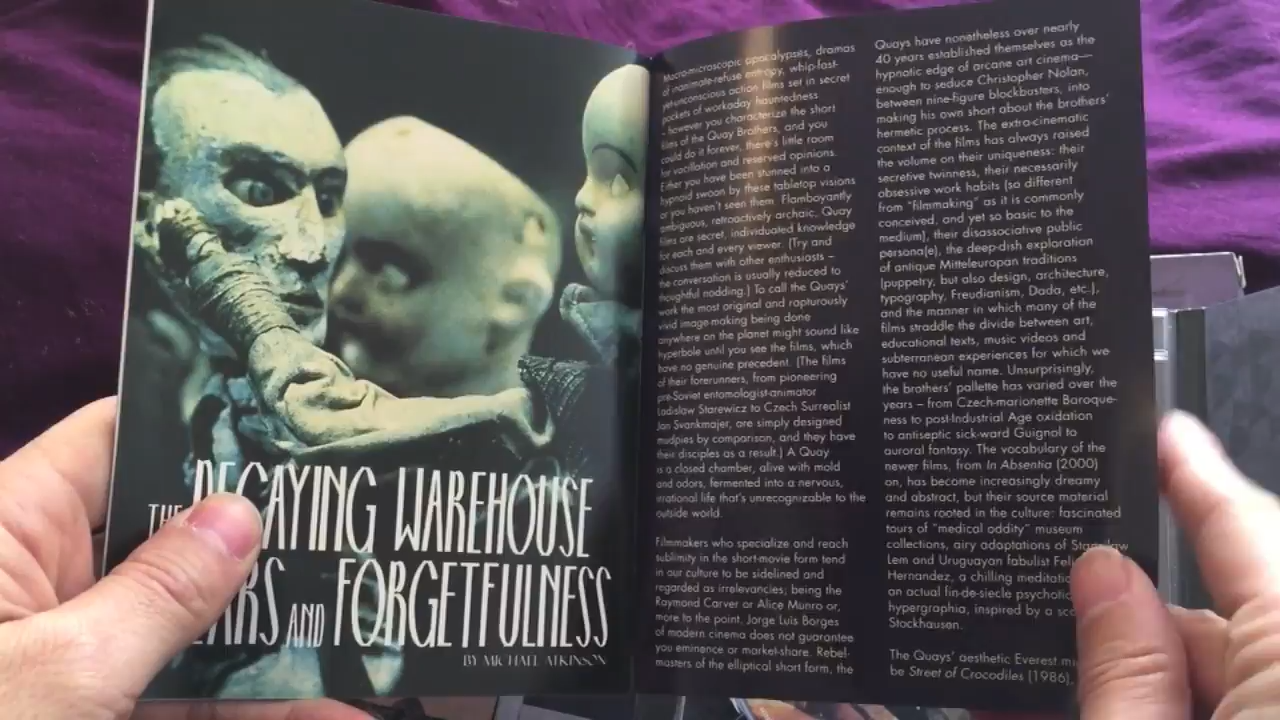 THE DECAYING WAREHOUSE
AND FORGETFULNESS
BY MICHAEL ATKINSON
Macro-microscopic apocalypses, dramas
of inanimate-refuse entropy, whip-fast-
yet-unconscious action films set in secret
pockets of workaday hauntedness
– however you characterize the short
films of the Quay Brothers, and you
could do it forever, there's little room
for vacillation and reserved opinions.
Either you have been stunned into a
hypnoid swoon by these tabletop visions
or you haven't seen them. Flamboyantly
ambiguous, retroactively archaic, Quay
films are secret, individuated knowledge
for each and every viewer. (Try and
discuss them with other enthusiasts –
the conversation is usually reduced to
thoughtful nodding.) To call the Quays'
work the most original and rapturously
vivid image-making being done
anywhere on the planet might sound like
hyperbole until you see the films, which
have no genuine precedent. (The films
of their forerunners, from pioneering
pre-Soviet entomologist-animator
Ladislaw Starewicz to Czech Surrealist
Jan Svankmajer, are simply designed
mudpies by comparison, and they have
their disciples as a result.) A Quay
is a closed chamber, alive with mold
and odors, fermented into a nervous,
irrational life that's unrecognizable to the
outside world.
Filmmakers who specialize and reach
sublimity in the short-movie form tend
in our culture to be sidelined and
regarded as irrelevancies; being the
Raymond Carver or Alice Munro or,
more to the point, Jorge Luis Borges
of modern cinema does not guarantee
you eminence or market-share. Rebel-
masters of the elliptical short form, the
Quays have nonetheless over nearly
40 years established themselves as the
hypnotic edge of arcane art cinema—
enough to seduce Christopher Nolan,
between nine-figure blockbusters, into
making his own short about the brothers'
hermetic process. The extra-cinematic
context of the films has always raised
the volume on their uniqueness: their
secretive twinness, their necessarily
obsessive work habits (so different
from "filmmaking" as it is commonly
conceived, and yet so basic to the
medium), their disassociative public
persona(e), the deep-dish exploration
of antique Mitteleuropan traditions
(puppetry, but also design, architecture,
typography, Freudianism, Dada, etc.),
and the manner in which many of the
films straddle the divide between art,
educational texts, music videos and
subterranean experiences for which we
have no useful name. Unsurprisingly,
the brothers' pallette has varied over the
years – from Czech-marionette Baroque-
ness to post-Industrial Age oxidation
to antiseptic sick-ward Guignol to
auroral fantasy. The vocabulary of the
newer films, from In Absentia (2000)
on, has become increasingly dreamy
and abstract, but their source material
remains rooted in the culture: fascinated
tours of "medical oddity" museum
collections, airy adaptations of Stanislaw
Lem and Uruguayan fabulist
Hernandez, a chilling
an actual fin-de-siecle
hypergraphia, inspired by a
Stockhausen.
The Quays' aesthetic Everest
be Street of Crocodiles (1986),